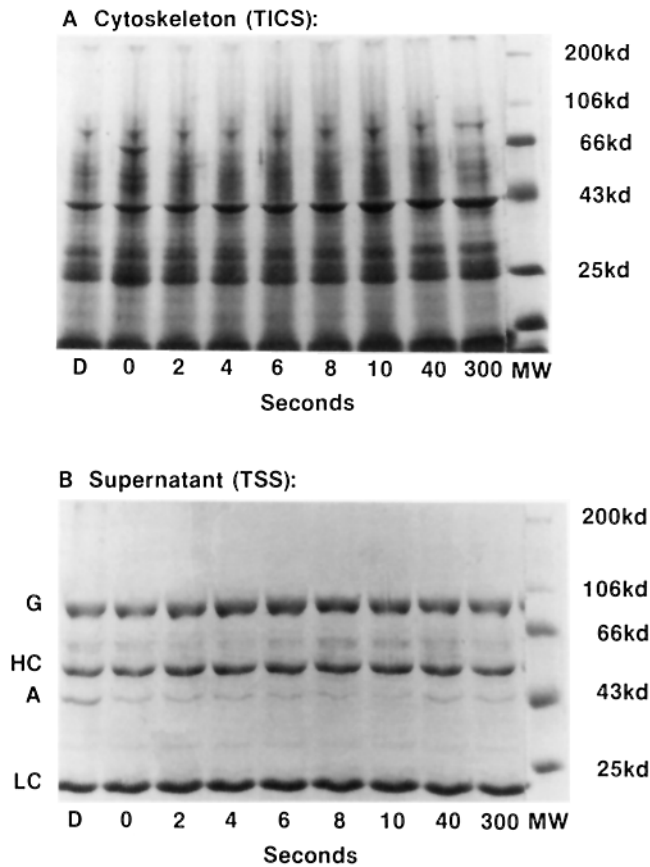 A Cytoskeleton (TICS):
200kd
106kd
66kd
43kd
25kd
D 0 2 4 6 8 10 40 300 MW
Seconds
B Supernatant (TSS):
200kd
G 106kd
66kd
HC
A 43kd
LC 25kd
D 0 2 4 6 8 10 40 300 MW
Seconds